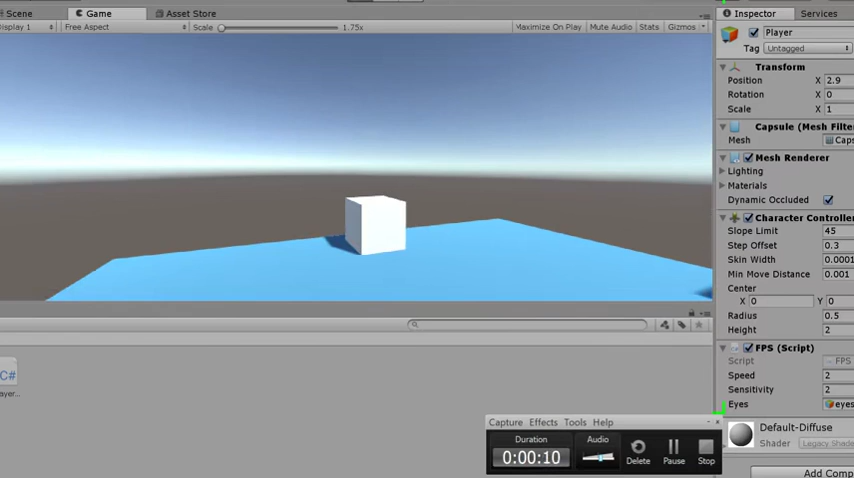 Scene Game Asset Store
Display 1 Free Aspect Scale 1.75x Maximize On Play Mute Audio Stats Gizmos
Inspector Services
Player
Tag Untagged
Transform
Position X 2.9
Rotation X 0
Scale X 1
Capsule (Mesh Filte
Mesh Caps
Mesh Renderer
Lighting
Materials
Dynamic Occluded
Character Controlle
Slope Limit 45
Step Offset 0.3
Skin Width 0.0001
Min Move Distance 0.001
Center
X 0 Y 0
Radius 0.5
Height 2
FPS (Script)
Script FPS
Speed 2
Sensitivity 2
Eyes eyes
Default-Diffuse
Shader Legacy Shade
Add Comp
C#
ayer...
Capture Effects Tools Help
Duration Audio
0:00:10 Delete Pause Stop